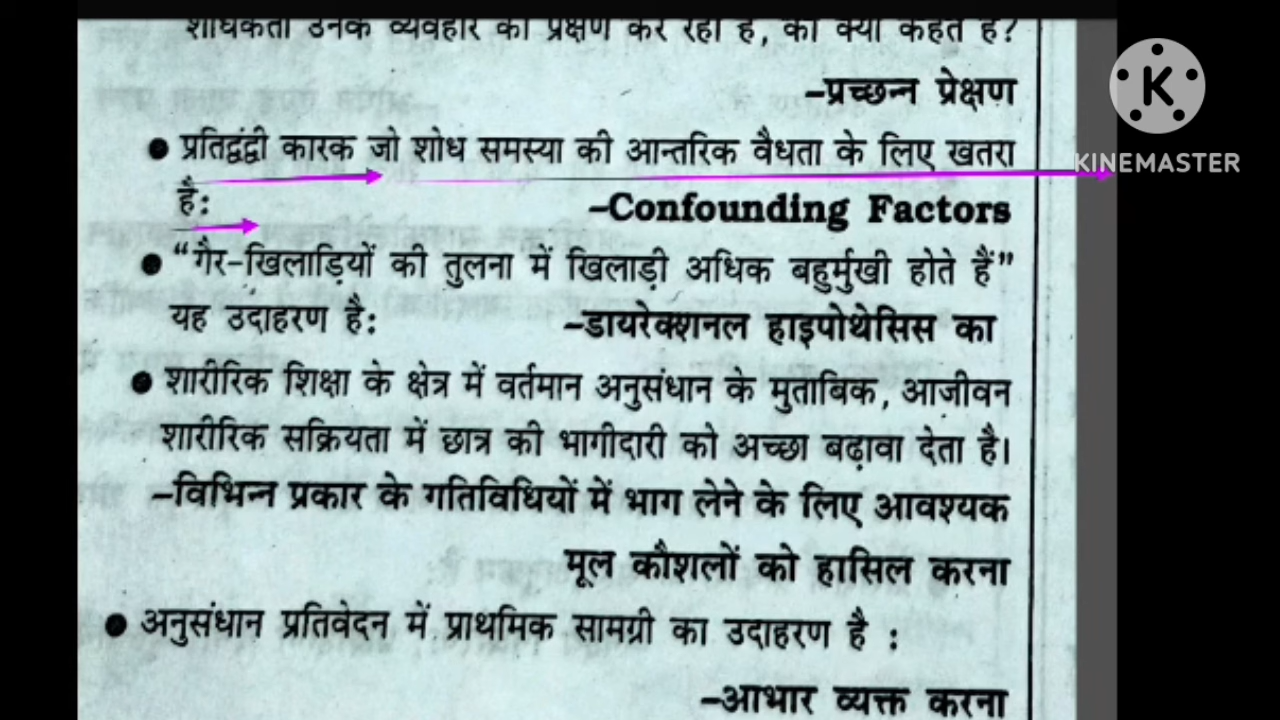 शोधकर्ता उनके व्यवहार का प्रेक्षण कर रहा है, को क्या कहते हैं?
–प्रच्छन्न प्रेक्षण
● प्रतिद्वंद्वी कारक जो शोध समस्या की आन्तरिक वैधता के लिए खतरा
KINEMASTER
है:
–Confounding Factors
● “गैर-खिलाड़ियों की तुलना में खिलाड़ी अधिक बहुर्मुखी होते हैं”
यह उदाहरण है: –डायरेक्शनल हाइपोथेसिस का
● शारीरिक शिक्षा के क्षेत्र में वर्तमान अनुसंधान के मुताबिक, आजीवन
शारीरिक सक्रियता में छात्र की भागीदारी को अच्छा बढ़ावा देता है।
–विभिन्न प्रकार के गतिविधियों में भाग लेने के लिए आवश्यक
मूल कौशलों को हासिल करना
● अनुसंधान प्रतिवेदन में प्राथमिक सामग्री का उदाहरण है :
–आभार व्यक्त करना